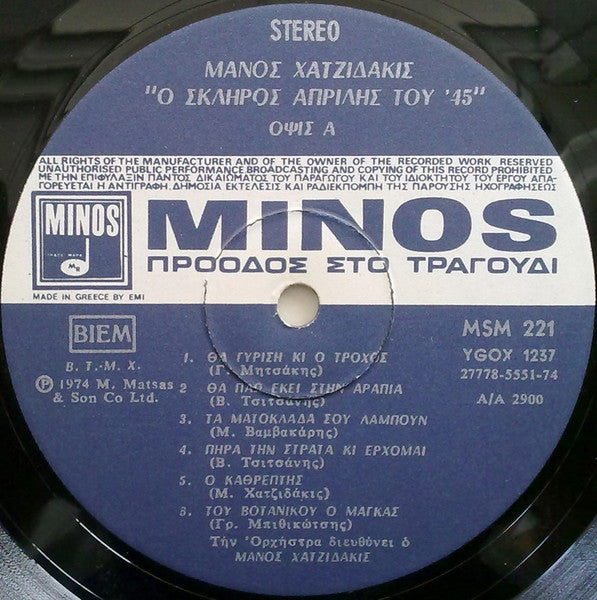 STEREO
ΜΑΝΟΣ ΧΑΤΖΙΔΑΚΙΣ
"Ο ΣΚΛΗΡΟΣ ΑΠΡΙΛΗΣ ΤΟΥ '45"
ΟΨΙΣ Α
ALL RIGHTS OF THE MANUFACTURER AND OF THE OWNER OF THE RECORDED WORK RESERVED
UNAUTHORISED PUBLIC PERFORMANCE, BROADCASTING AND COPYING OF THIS RECORD PROHIBITED
ΜΕ ΤΗΝ ΕΠΙΦΥΛΑΞΙΝ ΠΑΝΤΟΣ ΔΙΚΑΙΩΜΑΤΟΣ ΤΟΥ ΠΑΡΑΓΩΓΟΥ ΚΑΙ ΤΟΥ ΙΔΙΟΚΤΗΤΟΥ ΤΟΥ ΕΡΓΟΥ ΑΠΑ-
ΓΟΡΕΥΕΤΑΙ Η ΑΝΤΙΓΡΑΦΗ, ΔΗΜΟΣΙΑ ΕΚΤΕΛΕΣΙΣ ΚΑΙ ΡΑΔΙΕΚΠΟΜΠΗ ΤΗΣ ΠΑΡΟΥΣΗΣ ΗΧΟΓΡΑΦΗΣΕΩΣ
MINOS
TRADE MARK
MR
MINOS
ΠΡΟΟΔΟΣ ΣΤΟ ΤΡΑΓΟΥΔΙ
MADE IN GREECE BY EMI
BIEM
Β. Τ.-Μ. Χ.
Ⓟ 1974 M. Matsas
& Son Co Ltd.
MSM 221
YGOX 1237
27778-5551-74
Α/Α 2900
1. ΘΑ ΓΥΡΙΣΗ ΚΙ Ο ΤΡΟΧΟΣ
(Γ. Μητσάκης)
2. ΘΑ ΠΑΩ ΕΚΕΙ ΣΤΗΝ ΑΡΑΠΙΑ
(Β. Τσιτσάνης)
3. ΤΑ ΜΑΤΟΚΛΑΔΑ ΣΟΥ ΛΑΜΠΟΥΝ
(Μ. Βαμβακάρης)
4. ΠΗΡΑ ΤΗΝ ΣΤΡΑΤΑ ΚΙ ΕΡΧΟΜΑΙ
(Β. Τσιτσάνης)
5. Ο ΚΑΘΡΕΠΤΗΣ
(Μ. Χατζιδάκις)
6. ΤΟΥ ΒΟΤΑΝΙΚΟΥ Ο ΜΑΓΚΑΣ
(Γρ. Μπιθικώτσης)
Τὴν Ὀρχήστρα διευθύνει ὁ
ΜΑΝΟΣ ΧΑΤΖΙΔΑΚΙΣ